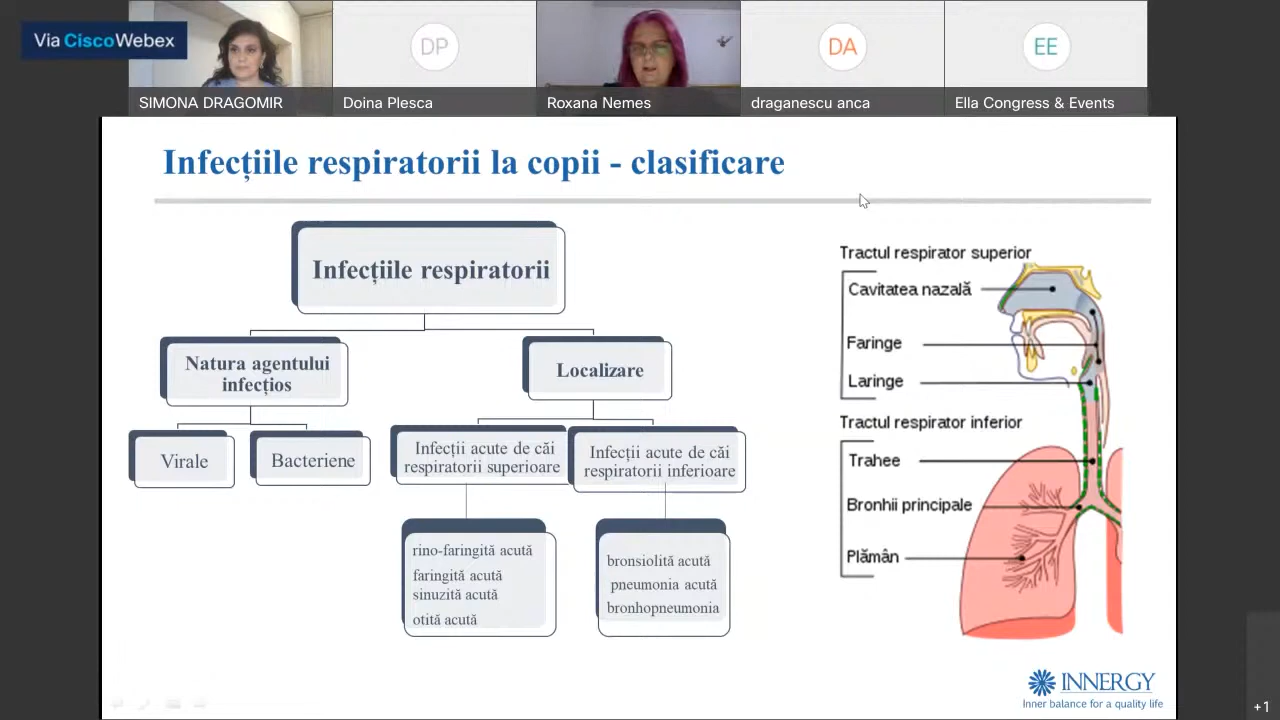 Via CiscoWebex
DP
DA
EE
SIMONA DRAGOMIR
Doina Plesca
Roxana Nemes
draganescu anca
Ella Congress & Events
Infecțiile respiratorii la copii - clasificare
Infecțiile respiratorii
Natura agentului
infecțios
Localizare
Virale
Bacteriene
Infecții acute de căi
respiratorii superioare
Infecții acute de căi
respiratorii inferioare
rino-faringită acută
faringită acută
sinuzită acută
otită acută
bronsiolită acută
pneumonia acută
bronhopneumonia
Tractul respirator superior
Cavitatea nazală
Faringe
Laringe
Tractul respirator inferior
Trahee
Bronhii principale
Plămân
INNERGY
Inner balance for a quality life
+1